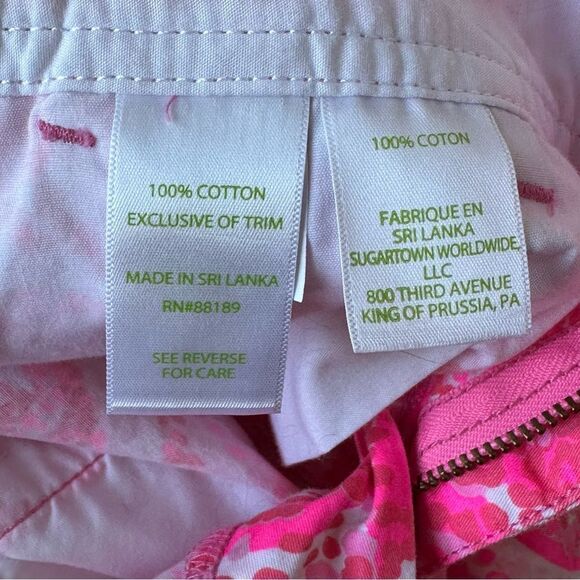 100% COTTON
EXCLUSIVE OF TRIM
MADE IN SRI LANKA
RN#88189
SEE REVERSE
FOR CARE
100% COTON
FABRIQUE EN
SRI LANKA
SUGARTOWN WORLDWIDE,
LLC
800 THIRD AVENUE
KING OF PRUSSIA, PA